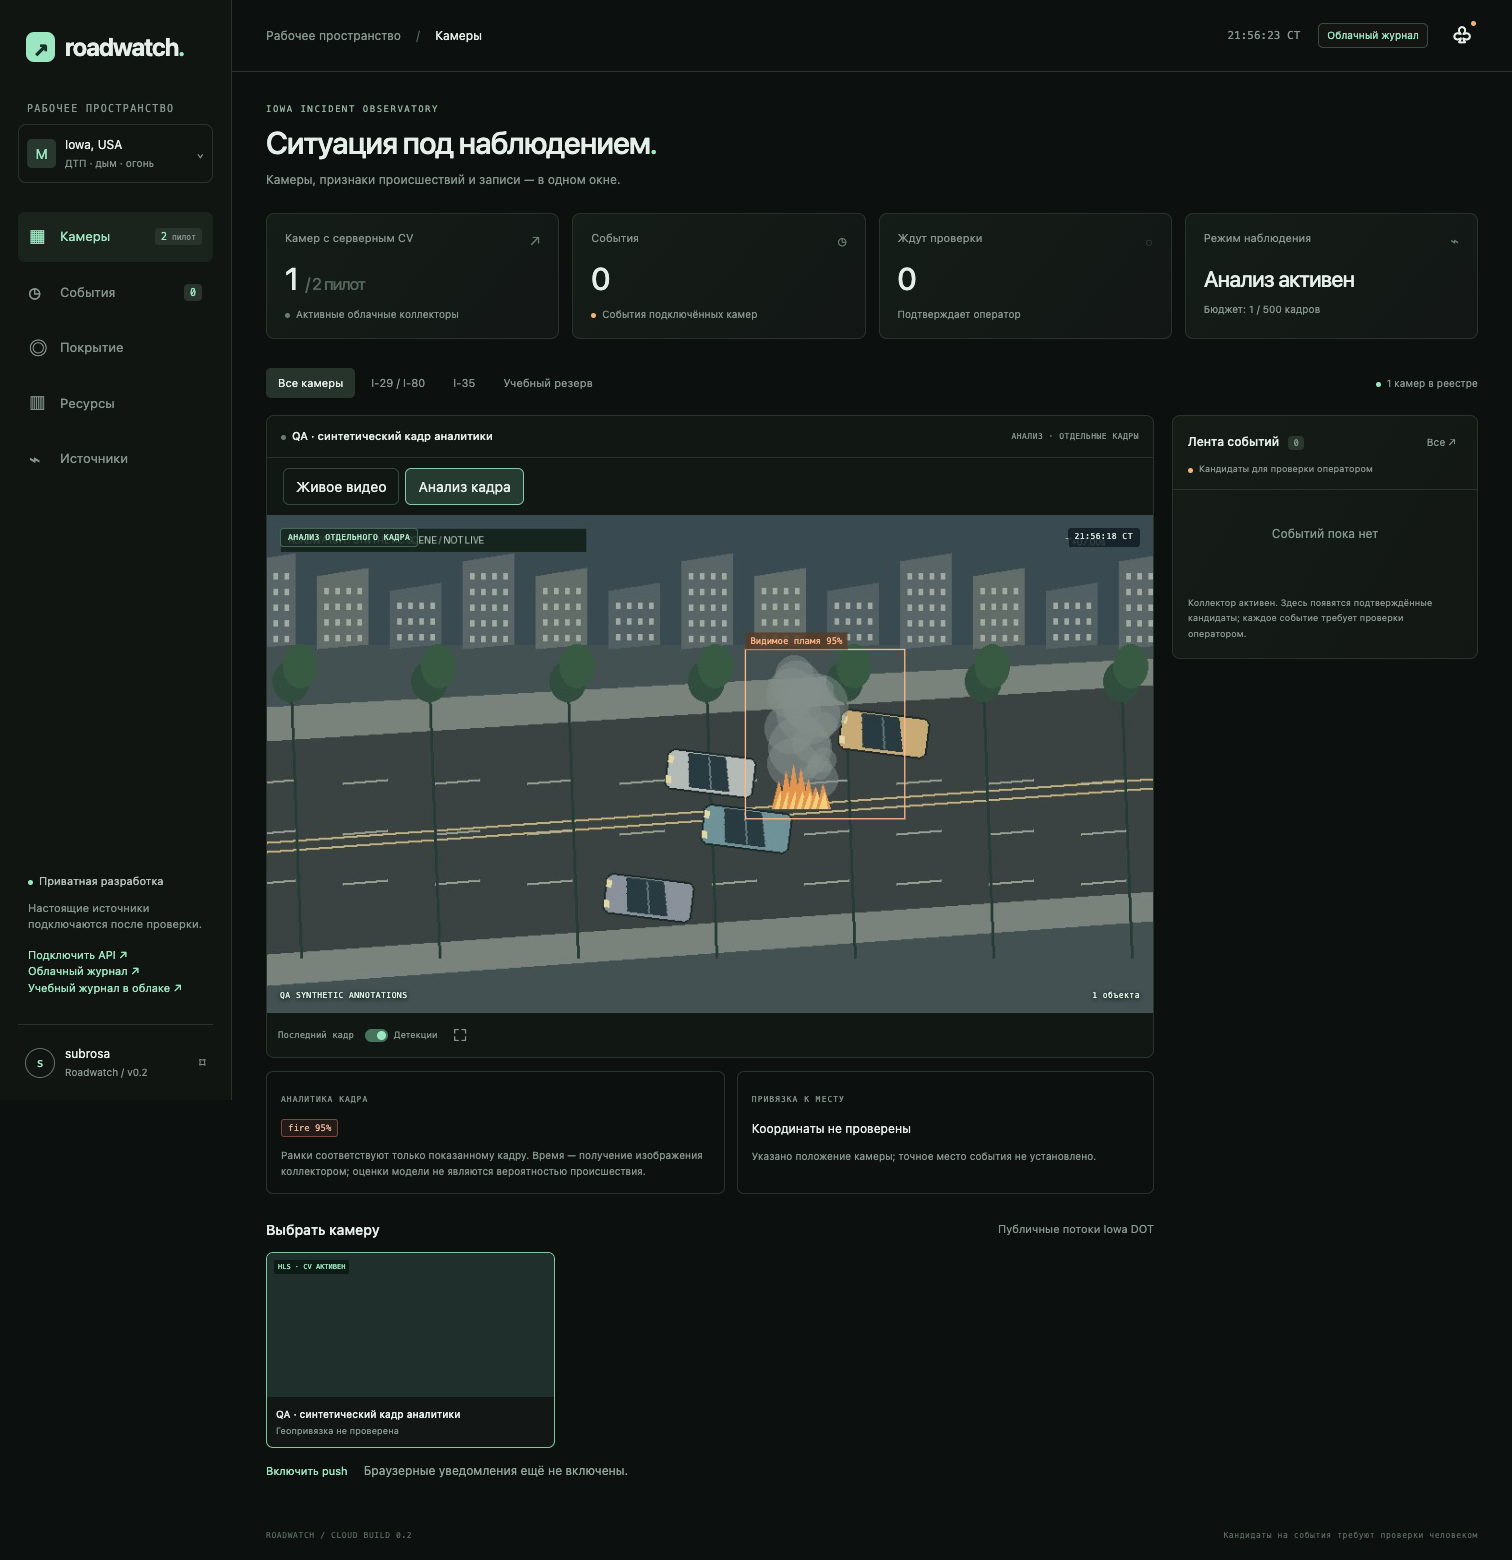 roadwatch.
РАБОЧЕЕ ПРОСТРАНСТВО
M
Iowa, USA
ДТП · дым · огонь
Камеры
2 пилот
События
0
Покрытие
Ресурсы
Источники
Приватная разработка
Настоящие источники
подключаются после проверки.
Подключить API ↗
Облачный журнал ↗
Учебный журнал в облаке ↗
s
subrosa
Roadwatch / v0.2
Рабочее пространство / Камеры
21:56:23 CT
Облачный журнал
IOWA INCIDENT OBSERVATORY
Ситуация под наблюдением.
Камеры, признаки происшествий и записи — в одном окне.
Камер с серверным CV
1 / 2 пилот
Активные облачные коллекторы
События
0
События подключённых камер
Ждут проверки
0
Подтверждает оператор
Режим наблюдения
Анализ активен
Бюджет: 1 / 500 кадров
Все камеры
I-29 / I-80
I-35
Учебный резерв
1 камер в реестре
QA · синтетический кадр аналитики
АНАЛИЗ · ОТДЕЛЬНЫЕ КАДРЫ
Живое видео
Анализ кадра
АНАЛИЗ ОТДЕЛЬНОГО КАДРА
ENE / NOT LIVE
21:56:18 CT
Видимое пламя 95%
QA SYNTHETIC ANNOTATIONS
1 объекта
Последний кадр
Детекции
Лента событий 0
Все ↗
Кандидаты для проверки оператором
Событий пока нет
Коллектор активен. Здесь появятся подтверждённые
кандидаты; каждое событие требует проверки
оператором.
АНАЛИТИКА КАДРА
fire 95%
Рамки соответствуют только показанному кадру. Время — получение изображения
коллектором; оценки модели не являются вероятностью происшествия.
ПРИВЯЗКА К МЕСТУ
Координаты не проверены
Указано положение камеры; точное место события не установлено.
Выбрать камеру
Публичные потоки Iowa DOT
HLS · CV АКТИВЕН
QA · синтетический кадр аналитики
Геопривязка не проверена
Включить push
Браузерные уведомления ещё не включены.
ROADWATCH / CLOUD BUILD 0.2
Кандидаты на события требуют проверки человеком